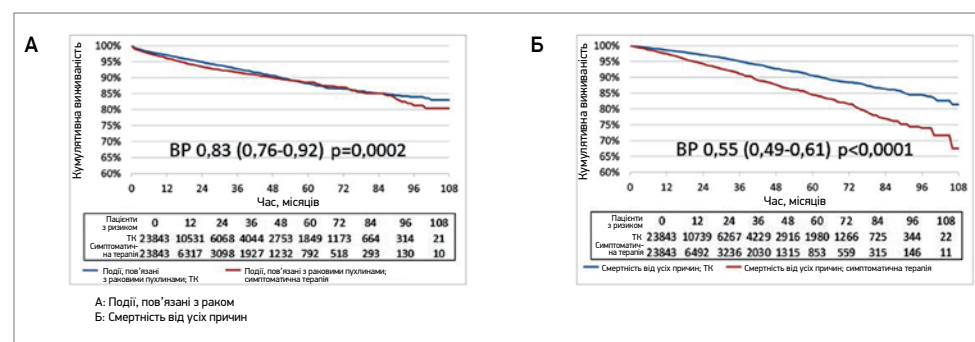 А
Кумулятивна виживаність
100%
95%
90%
85%
80%
75%
70%
65%
60%
ВР 0,83 (0,76-0,92) p=0,0002
0 12 24 36 48 60 72 84 96 108
Час, місяців
Пацієнти з ризиком 0 12 24 36 48 60 72 84 96 108
ТК 23843 10531 6068 4044 2753 1849 1173 664 314 21
Симптоматич-
на терапія 23843 6317 3098 1927 1232 792 518 293 130 10
Події, пов’язані
з раковими пухлинами; ТК
Події, пов’язані з раковими пухлинами;
симптоматична терапія
Б
Кумулятивна виживаність
100%
95%
90%
85%
80%
75%
70%
65%
60%
ВР 0,55 (0,49-0,61) p<0,0001
0 12 24 36 48 60 72 84 96 108
Час, місяців
Пацієнти з ризиком 0 12 24 36 48 60 72 84 96 108
ТК 23843 10739 6267 4229 2916 1980 1266 725 344 22
Симптоматич-
на терапія 23843 6492 3236 2030 1315 853 559 315 146 11
Смертність від усіх причин; ТК
Смертність від усіх причин; симптоматична терапія
А: Події, пов’язані з раком
Б: Смертність від усіх причин